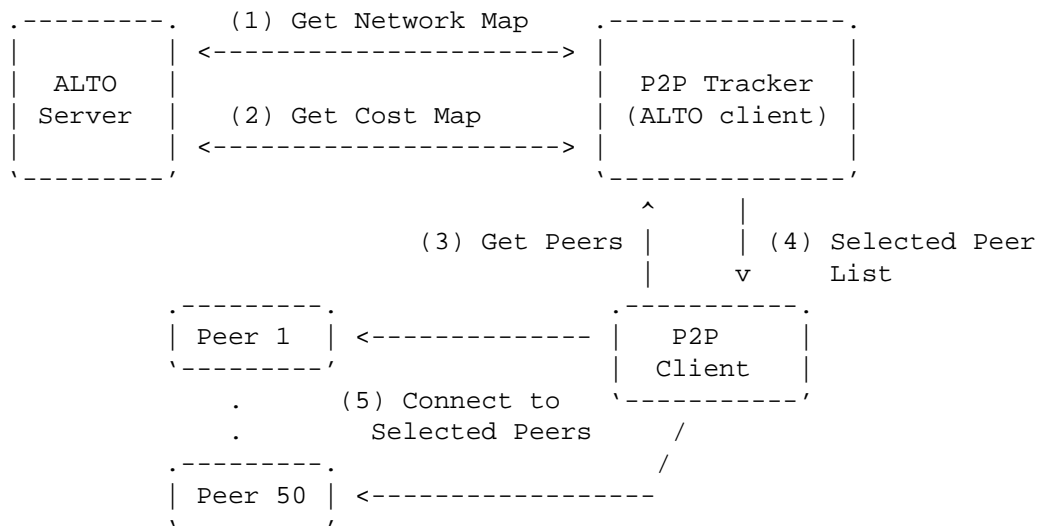 (1) Get Network Map
ALTO P2P Tracker
Server (2) Get Cost Map (ALTO client)
(3) Get Peers (4) Selected Peer
List
Peer 1 P2P
Client
(5) Connect to
Selected Peers
Peer 50